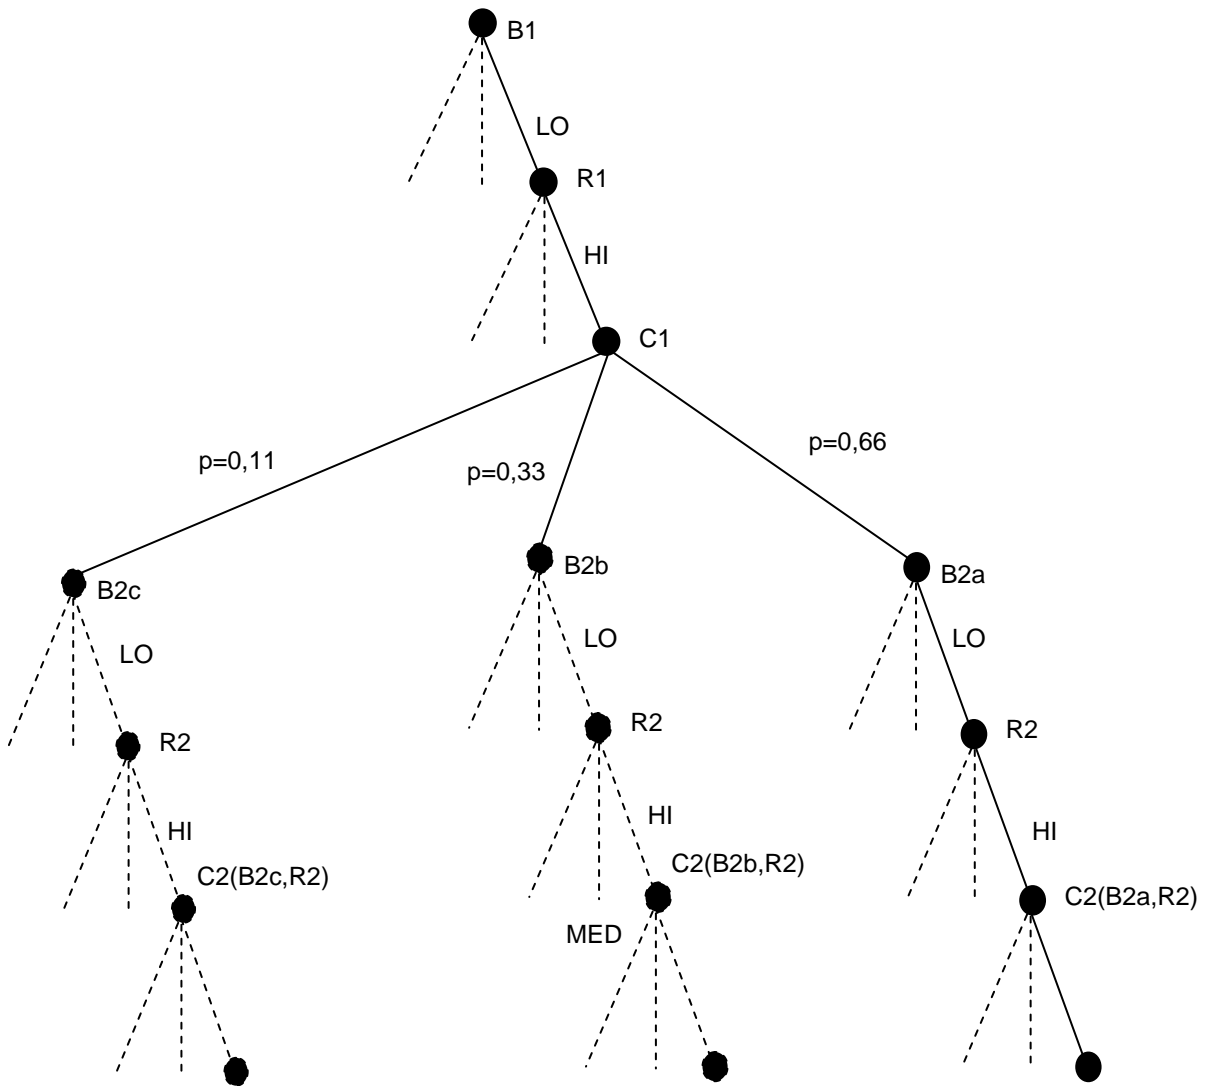 B1
LO
R1
HI
C1
p=0,11
p=0,33
p=0,66
B2c
B2b
B2a
LO
LO
LO
R2
R2
R2
HI
HI
HI
C2(B2c,R2)
C2(B2b,R2)
C2(B2a,R2)
MED